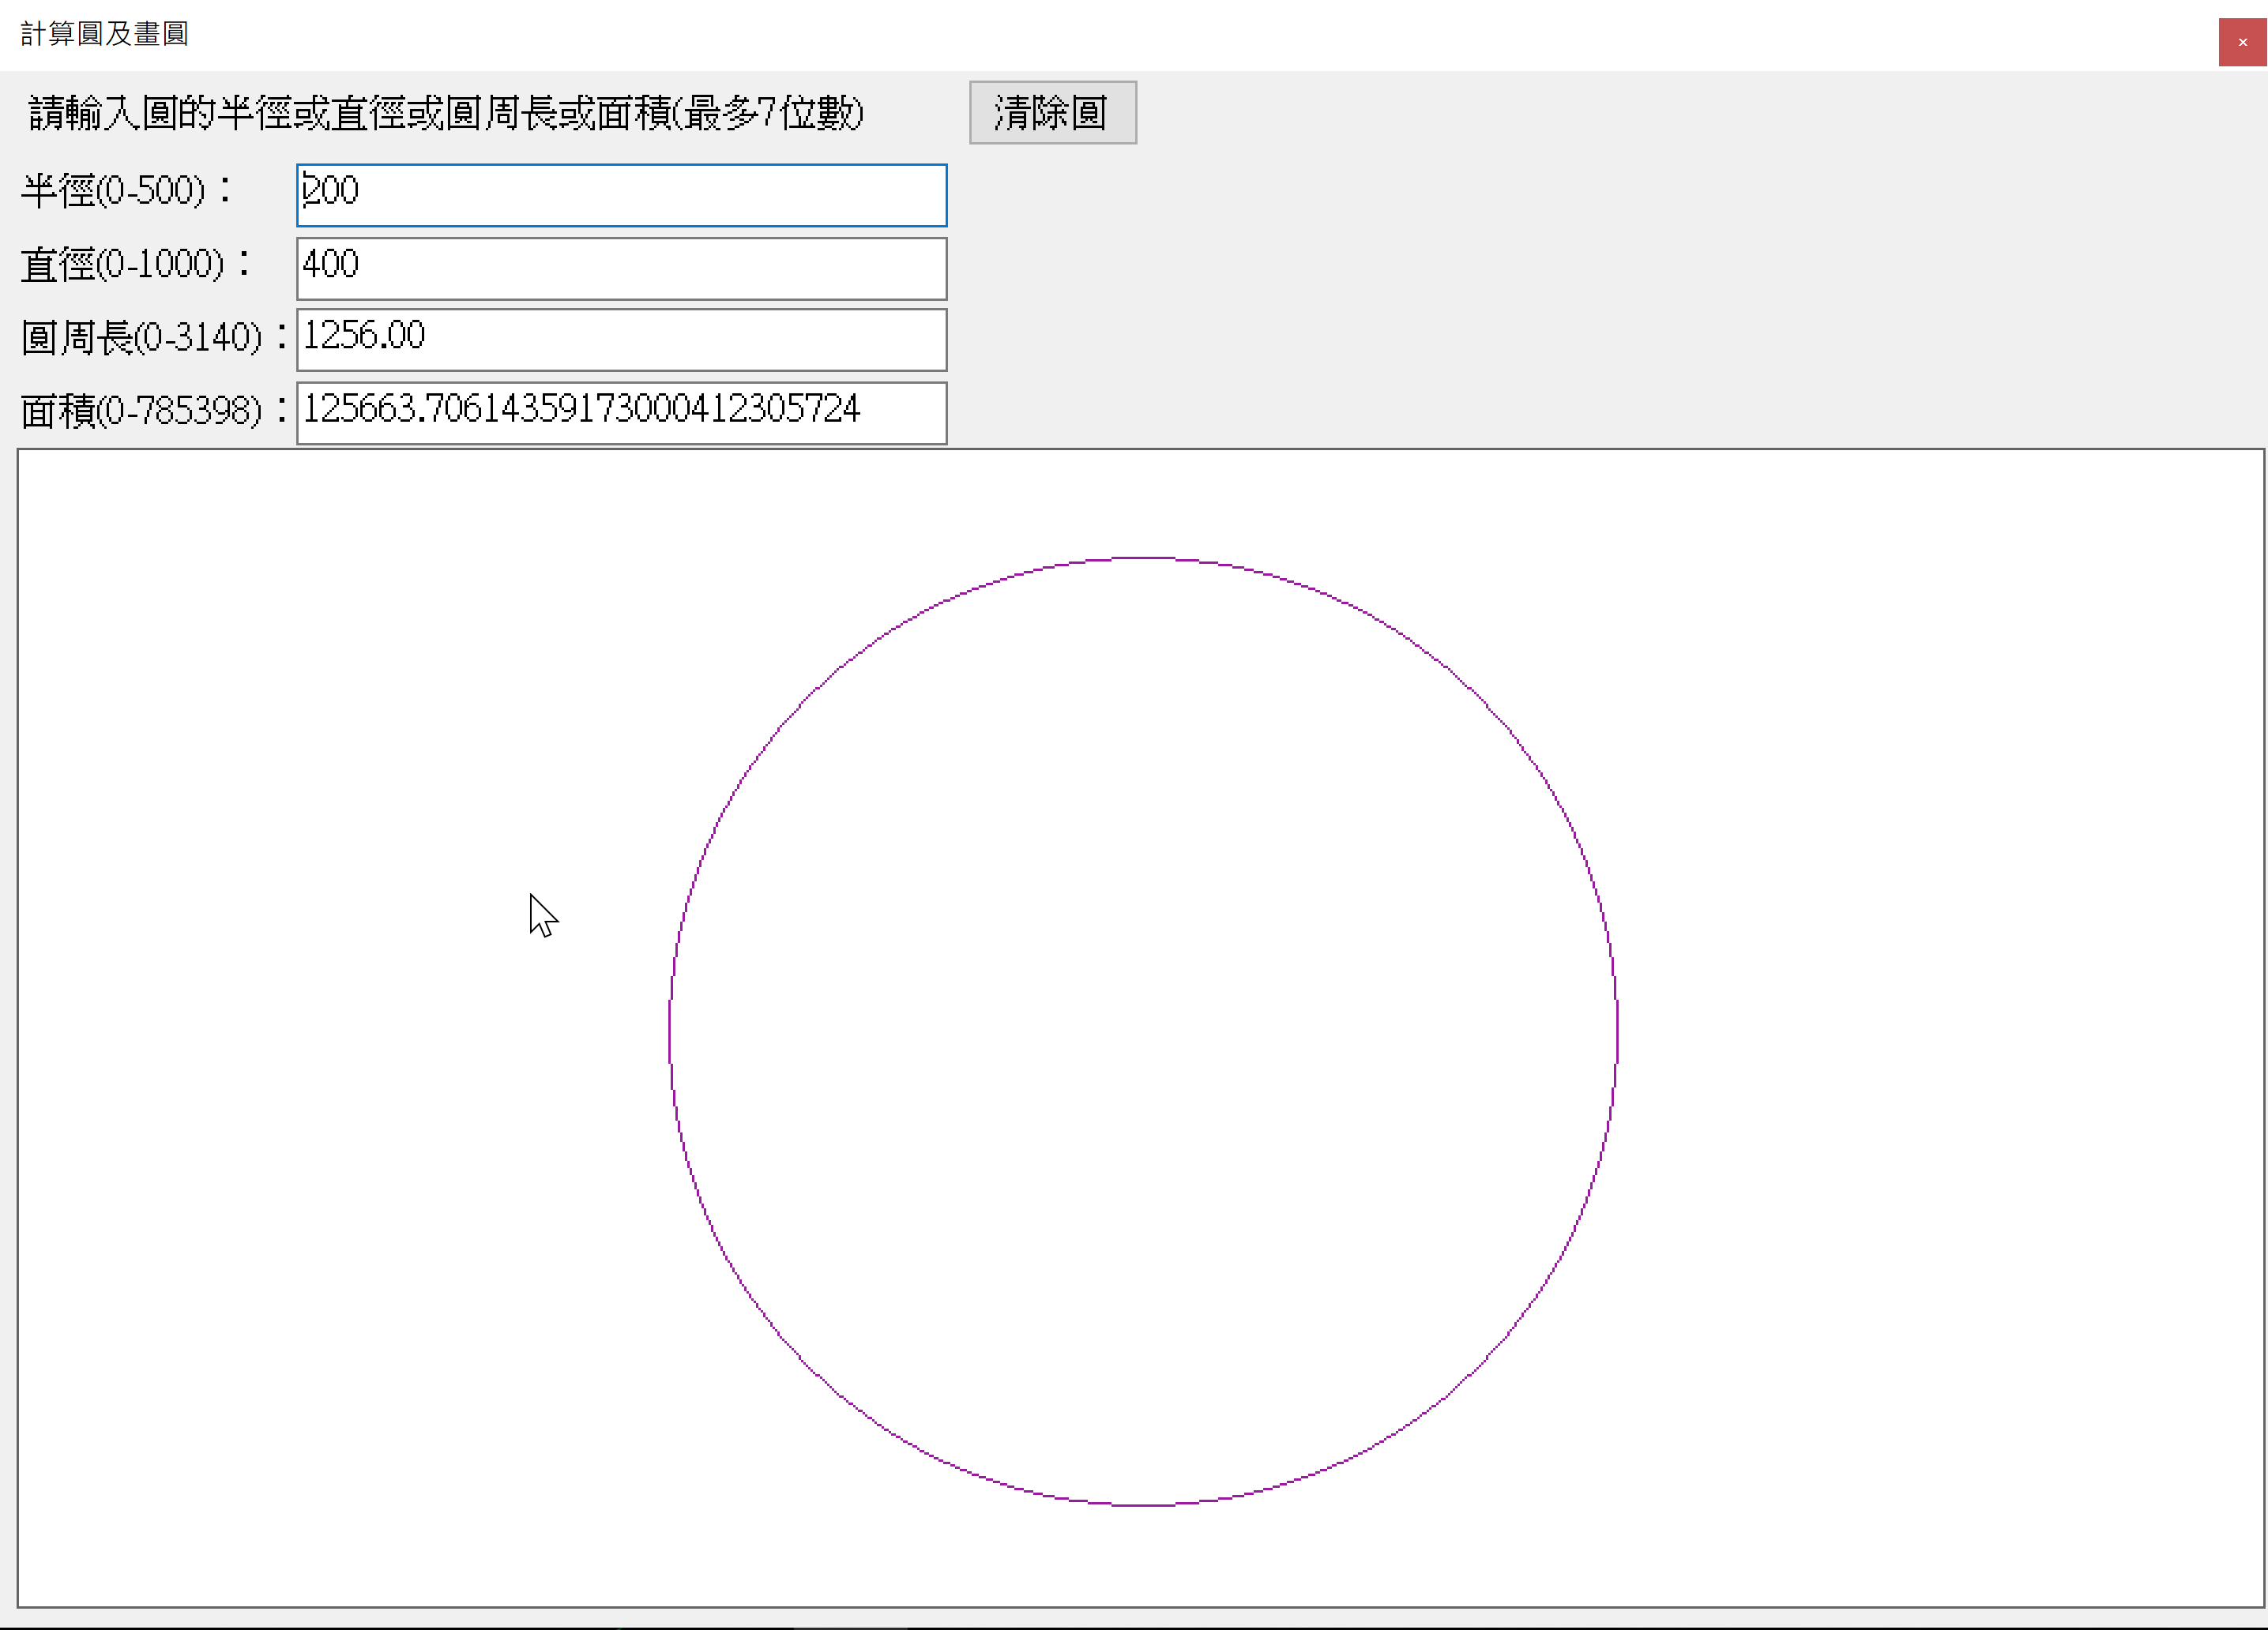 計算圓及畫圓
×
請輸入圓的半徑或直徑或圓周長或面積(最多7位數)
清除圓
半徑(0-500)：
200
直徑(0-1000)：
400
圓周長(0-3140)：
1256.00
面積(0-785398)：
125663.70614359173000412305724